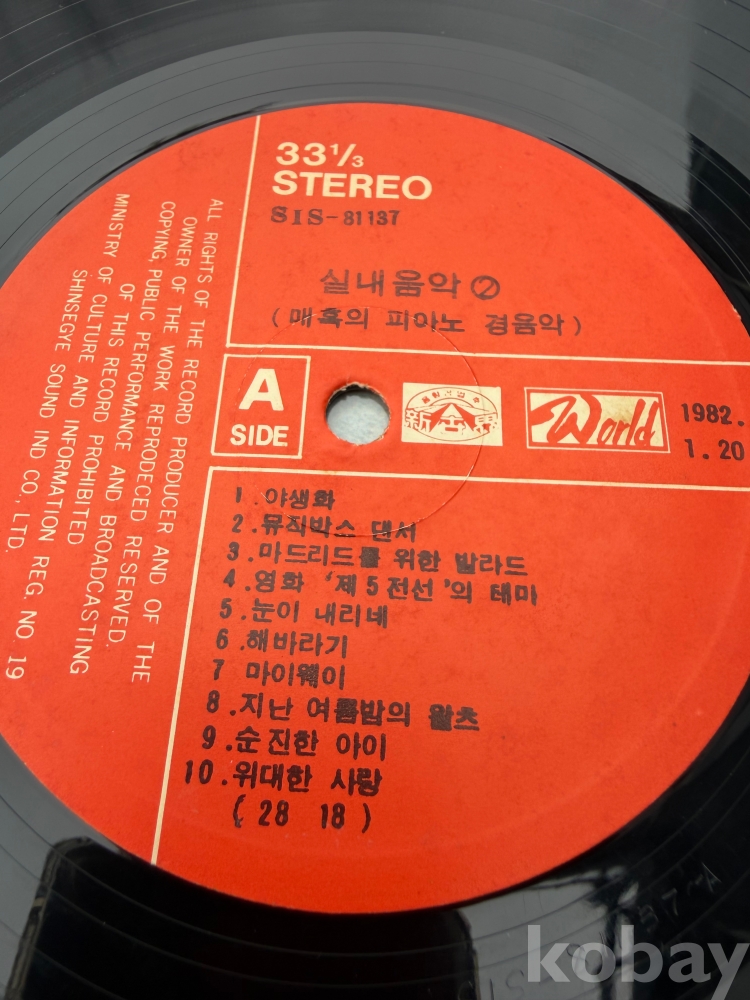 33 1/3
STEREO
SIS-81137
실내음악②
(매혹의 피아노 경음악)
A
SIDE
新世界
World
1982.
1.20
1.야생화
2.뮤직박스 댄서
3.마드리드를 위한 발라드
4.영화 '제5전선'의 테마
5.눈이 내리네
6.해바라기
7 마이웨이
8.지난 여름밤의 왈츠
9.순진한 아이
10.위대한 사랑
(28 18)
ALL RIGHTS OF THE RECORD PRODUCER AND OF THE
OWNER OF THE WORK REPRODECED RESERVED.
COPYING, PUBLIC PERFORMANCE AND BROADCASTING
OF THIS RECORD PROHIBITED
MINISTRY OF CULTURE AND INFORMATION REG. NO. 19
SHINSEGYE SOUND IND CO., LTD.
kobay